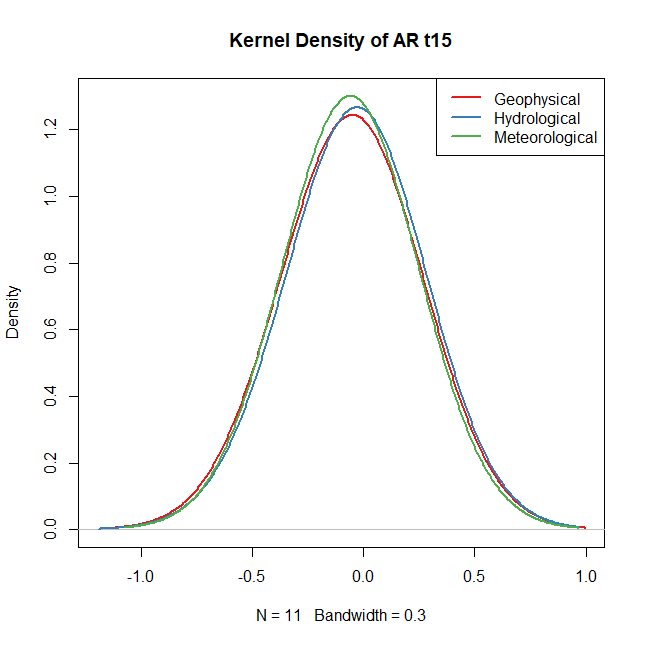 Kernel Density of AR t15
Geophysical
Hydrological
Meteorological
Density
1.2
1.0
0.8
0.6
0.4
0.2
0.0
-1.0 -0.5 0.0 0.5 1.0
N = 11 Bandwidth = 0.3